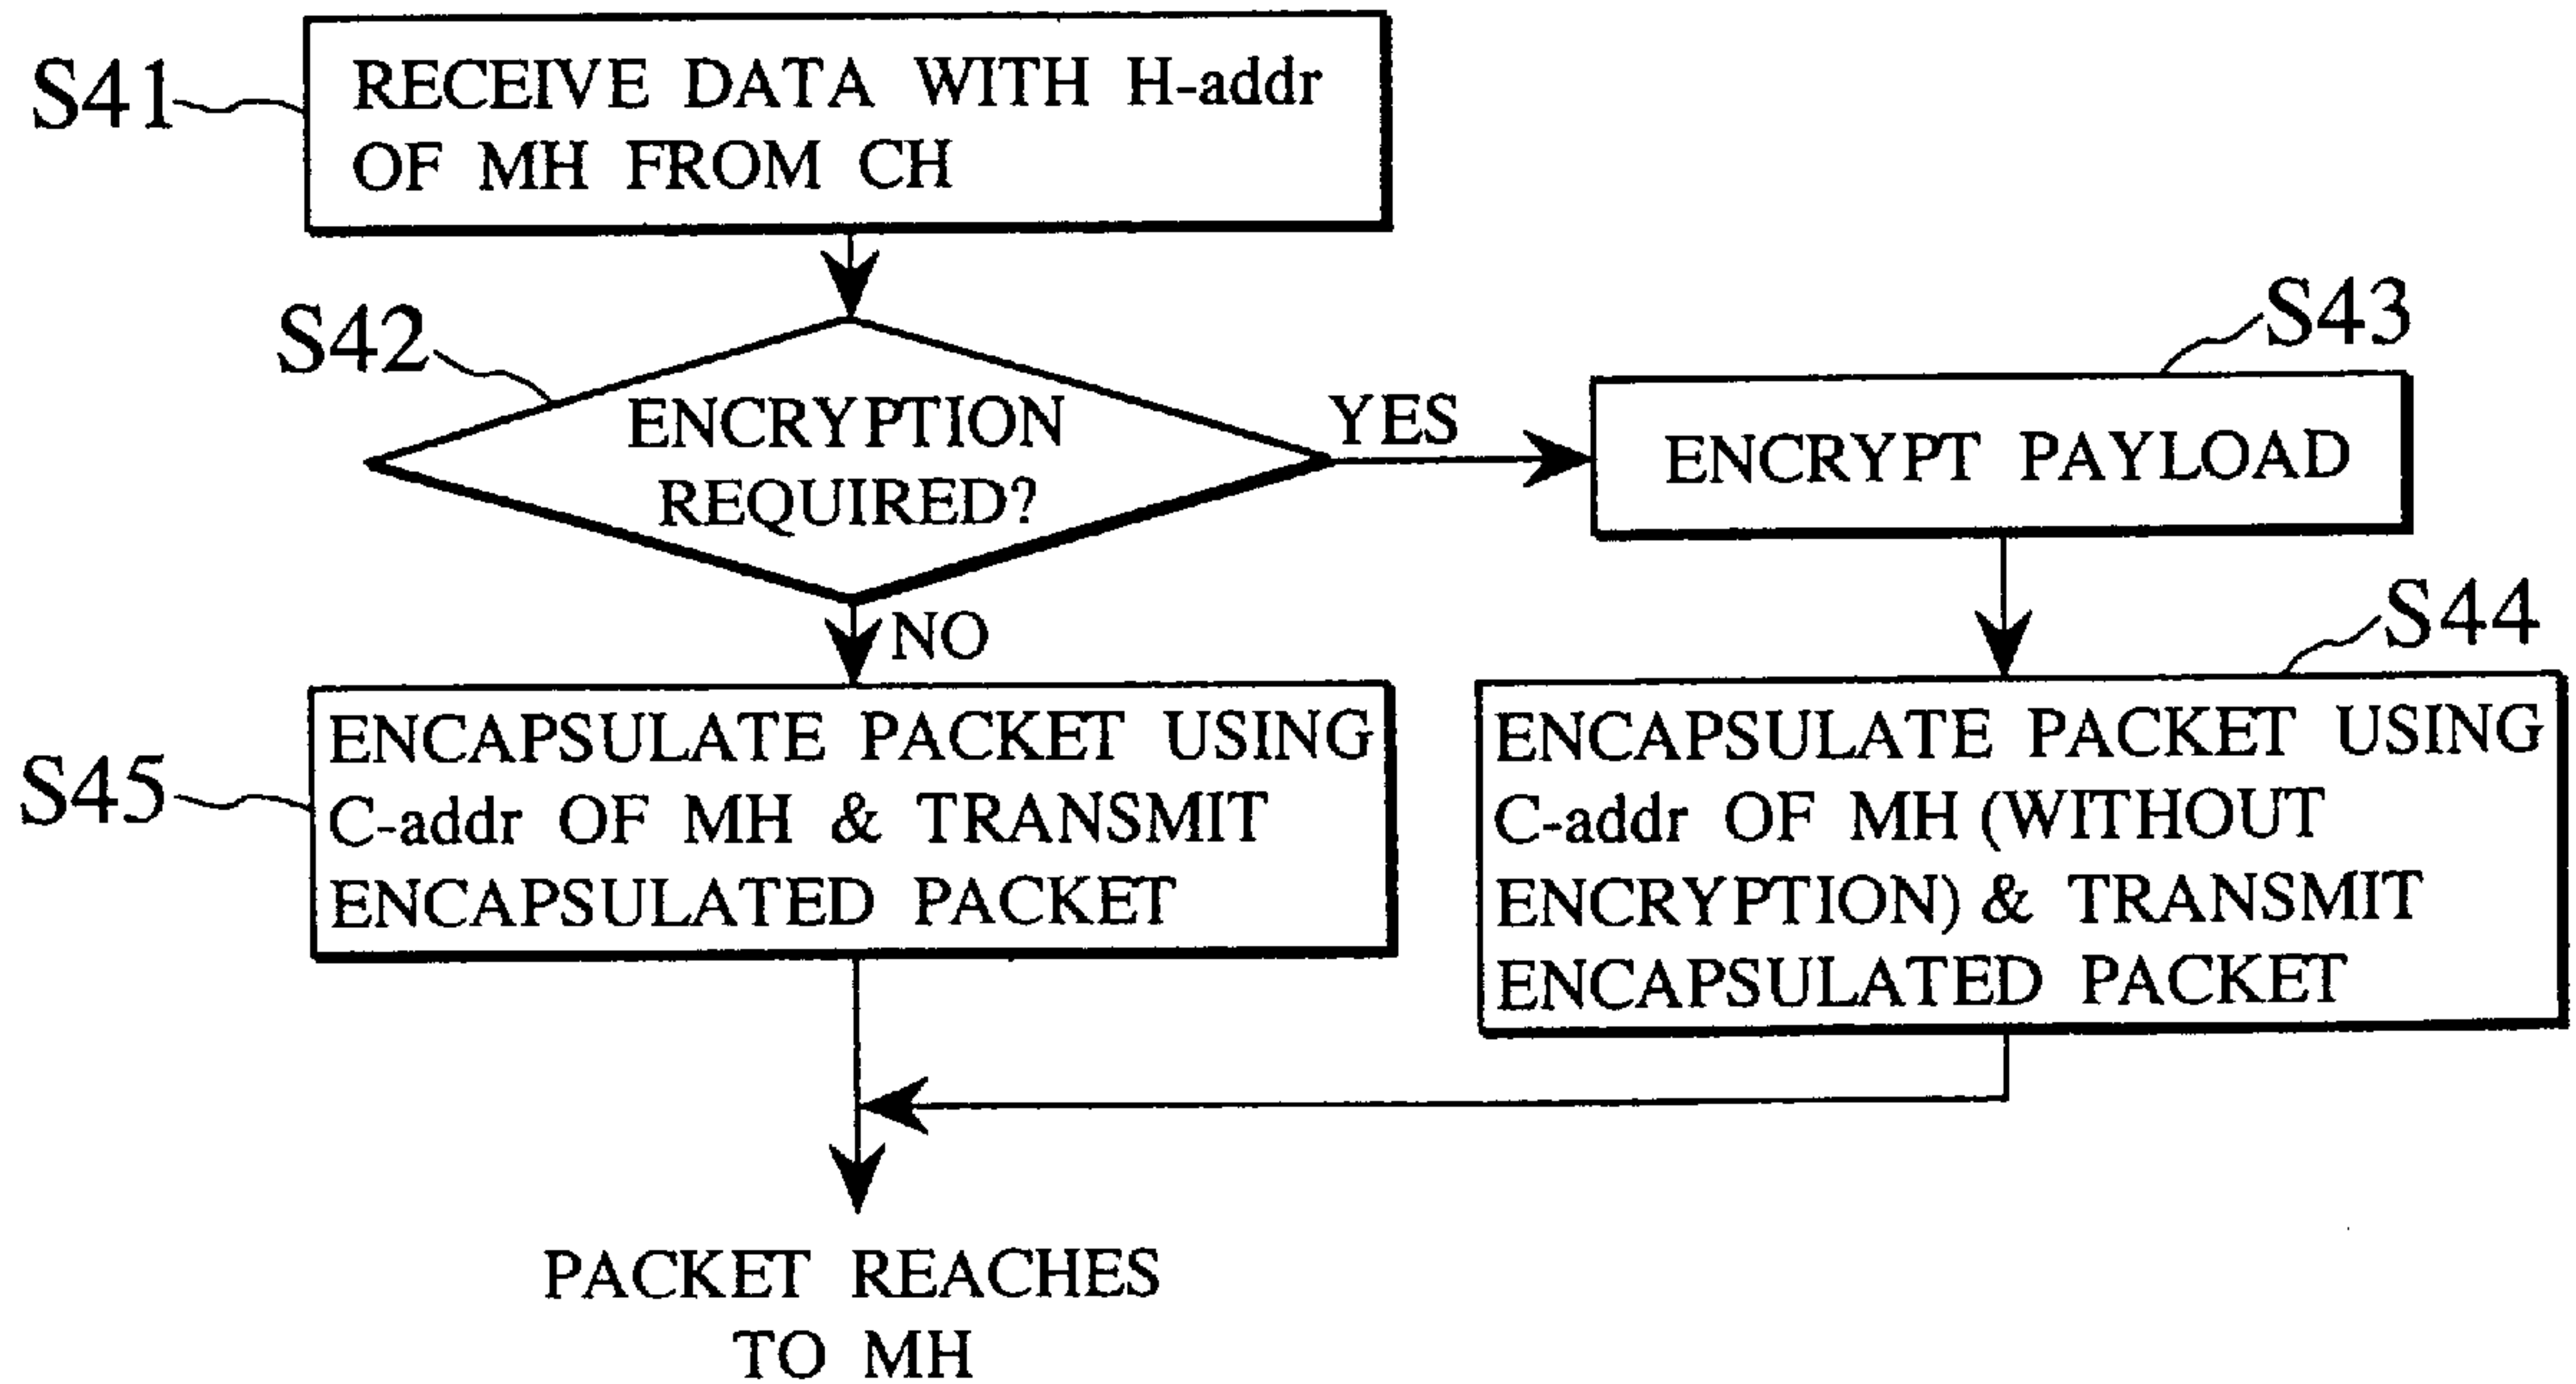 S41
RECEIVE DATA WITH H-addr
OF MH FROM CH
S42
ENCRYPTION
REQUIRED?
YES
S43
ENCRYPT PAYLOAD
NO
S44
ENCAPSULATE PACKET USING
C-addr OF MH (WITHOUT
ENCRYPTION) & TRANSMIT
ENCAPSULATED PACKET
S45
ENCAPSULATE PACKET USING
C-addr OF MH & TRANSMIT
ENCAPSULATED PACKET
PACKET REACHES
TO MH